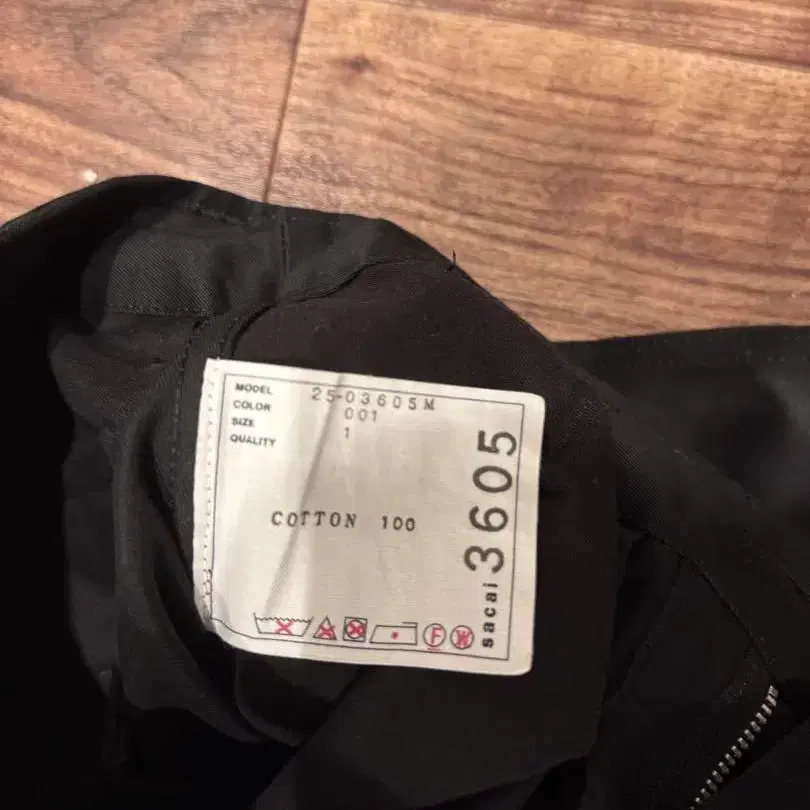 MODEL 25-03605M
COLOR 001
SIZE 1
QUALITY
COTTON 100
sacai 3605
F
W